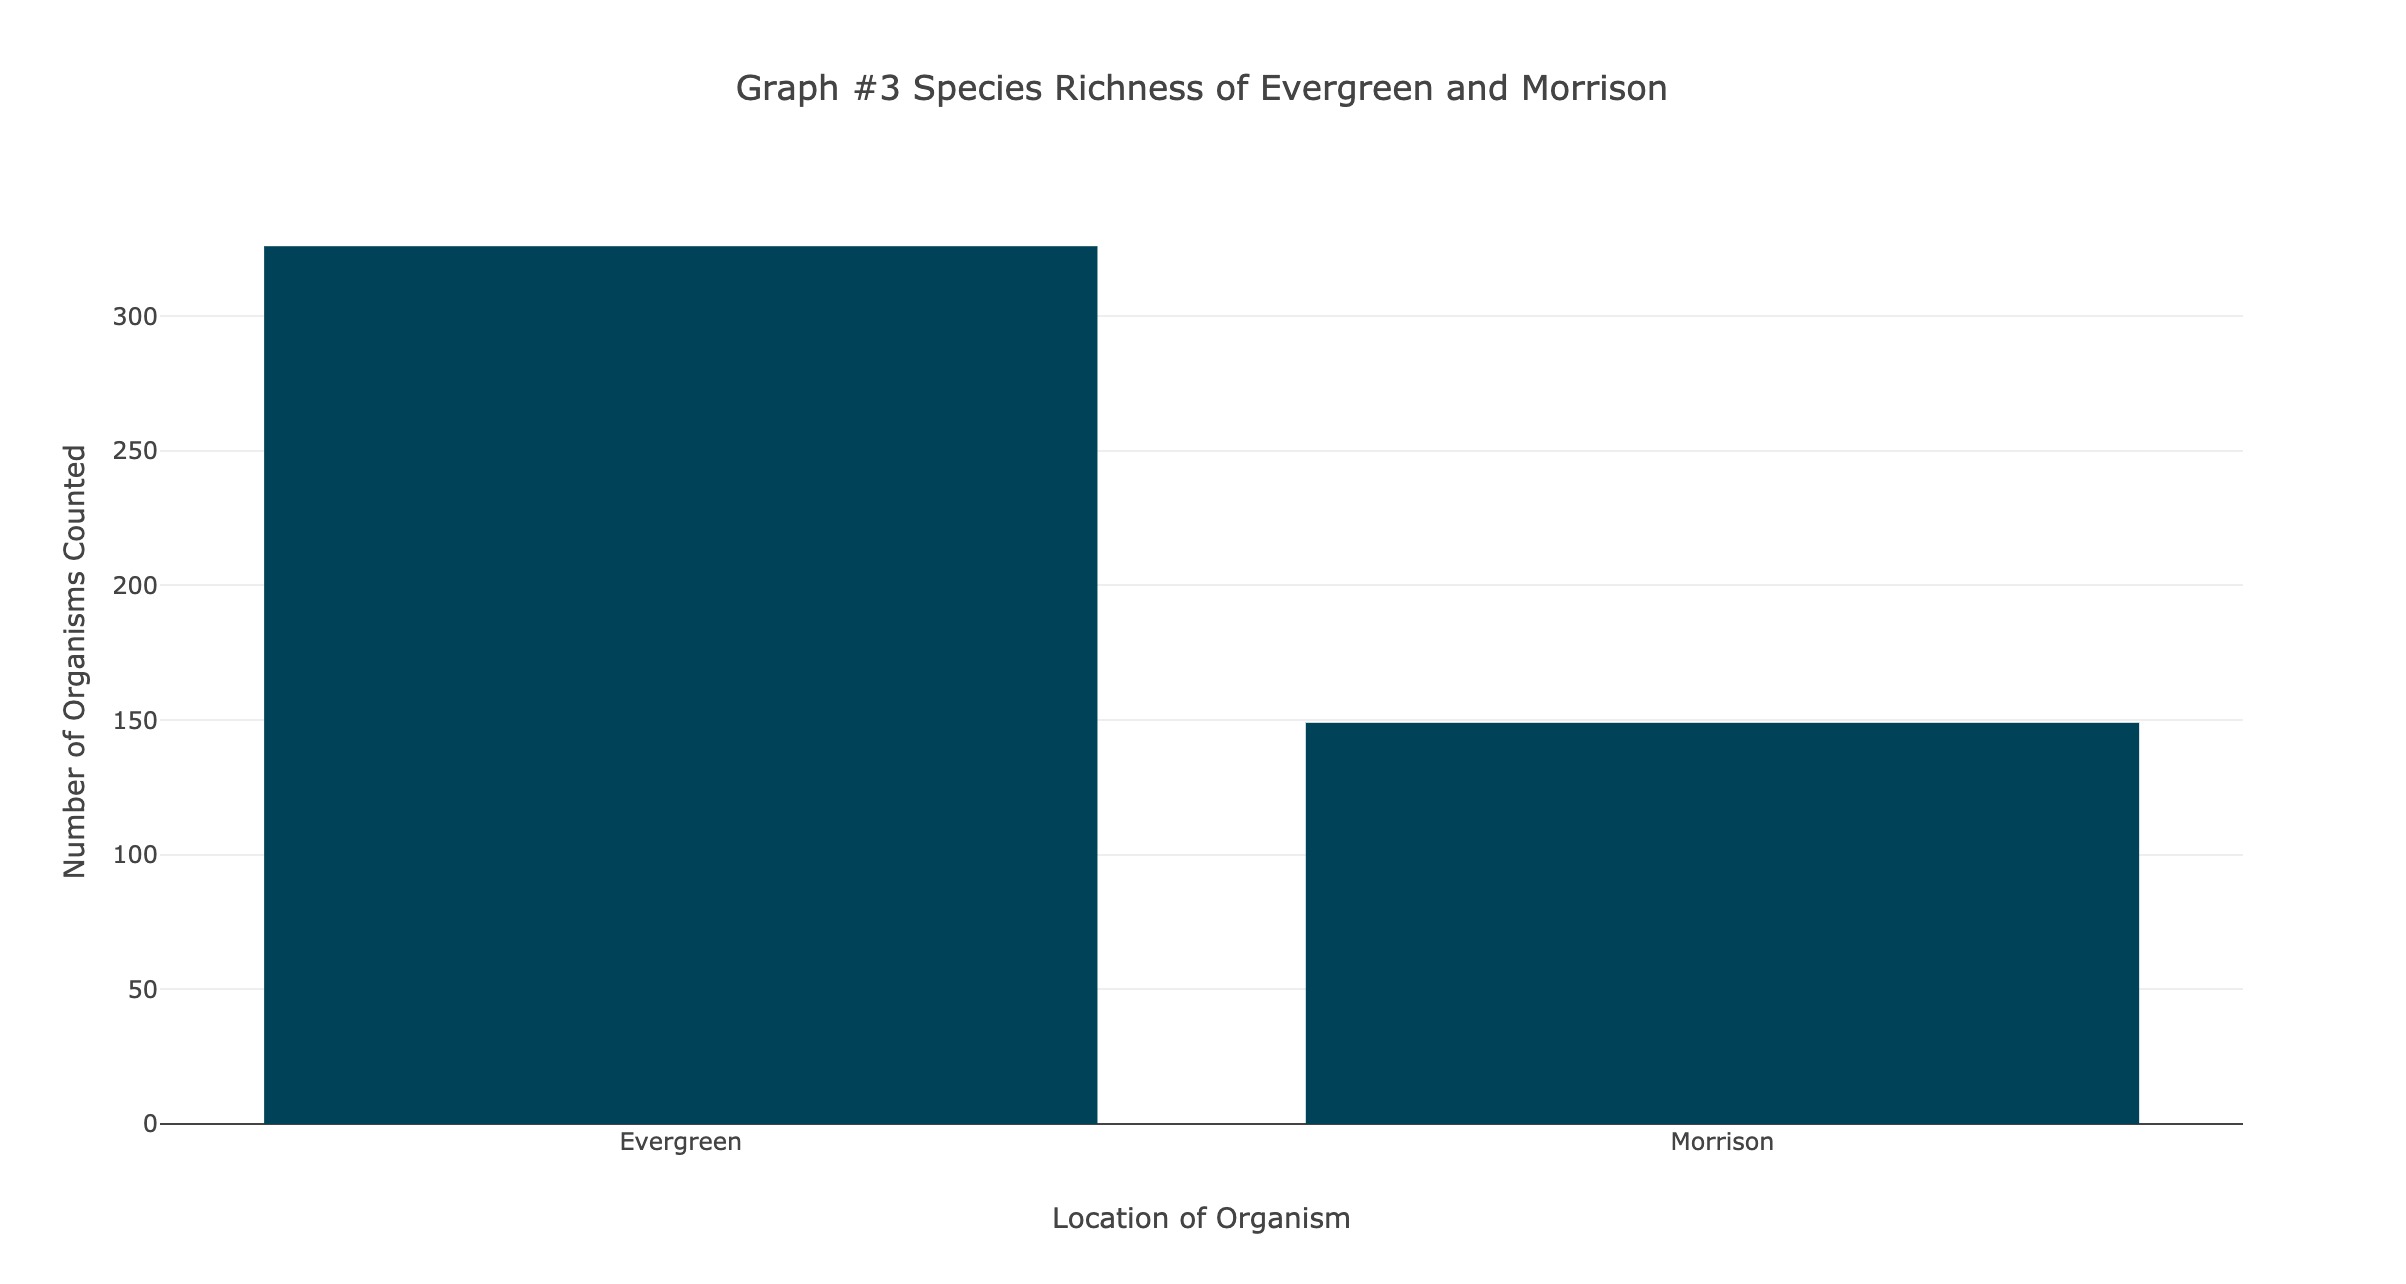 Graph #3 Species Richness of Evergreen and Morrison
Number of Organisms Counted
300
250
200
150
100
50
0
Evergreen
Morrison
Location of Organism